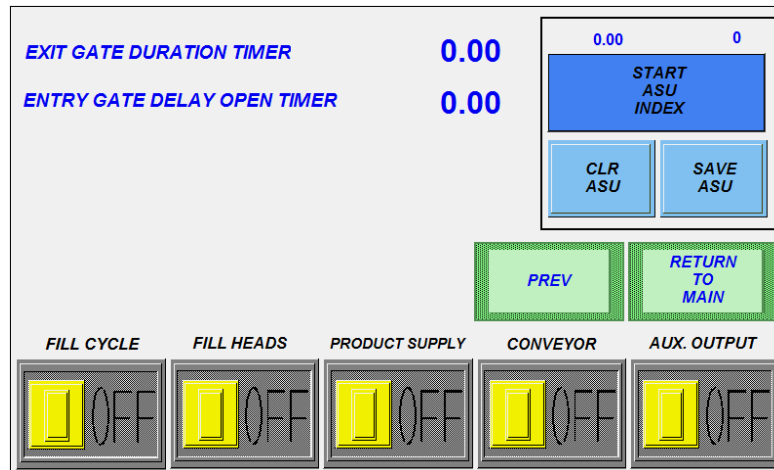 EXIT GATE DURATION TIMER 0.00
ENTRY GATE DELAY OPEN TIMER 0.00
0.00 0
START
ASU
INDEX
CLR
ASU
SAVE
ASU
PREV
RETURN
TO
MAIN
FILL CYCLE FILL HEADS PRODUCT SUPPLY CONVEYOR AUX. OUTPUT
OFF OFF OFF OFF OFF